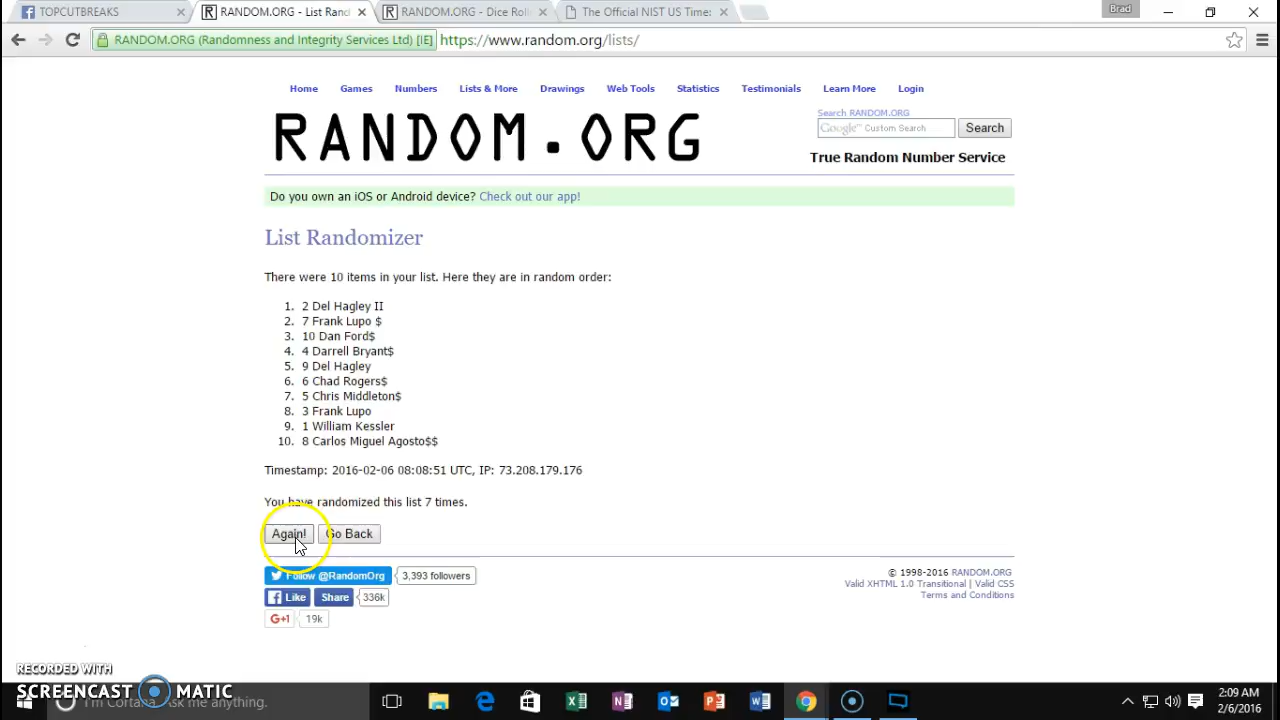 TOPCUTBREAKS
RANDOM.ORG - List Rand
RANDOM.ORG - Dice Roll
The Official NIST US Time:
Brad
RANDOM.ORG (Randomness and Integrity Services Ltd) [IE]
https://www.random.org/lists/
Home Games Numbers Lists & More Drawings Web Tools Statistics Testimonials Learn More Login
RANDOM.ORG
Search RANDOM.ORG
Google™ Custom Search
Search
True Random Number Service
Do you own an iOS or Android device? Check out our app!
List Randomizer
There were 10 items in your list. Here they are in random order:
1. 2 Del Hagley II
2. 7 Frank Lupo $
3. 10 Dan Ford$
4. 4 Darrell Bryant$
5. 9 Del Hagley
6. 6 Chad Rogers$
7. 5 Chris Middleton$
8. 3 Frank Lupo
9. 1 William Kessler
10. 8 Carlos Miguel Agosto$$
Timestamp: 2016-02-06 08:08:51 UTC, IP: 73.208.179.176
You have randomized this list 7 times.
Again! Go Back
Follow @RandomOrg 3,393 followers
Like Share 336k
G+1 19k
© 1998-2016 RANDOM.ORG
Valid XHTML 1.0 Transitional | Valid CSS
Terms and Conditions
RECORDED WITH
SCREENCAST MATIC
I'm Cortana. Ask me anything.
2:09 AM
2/6/2016